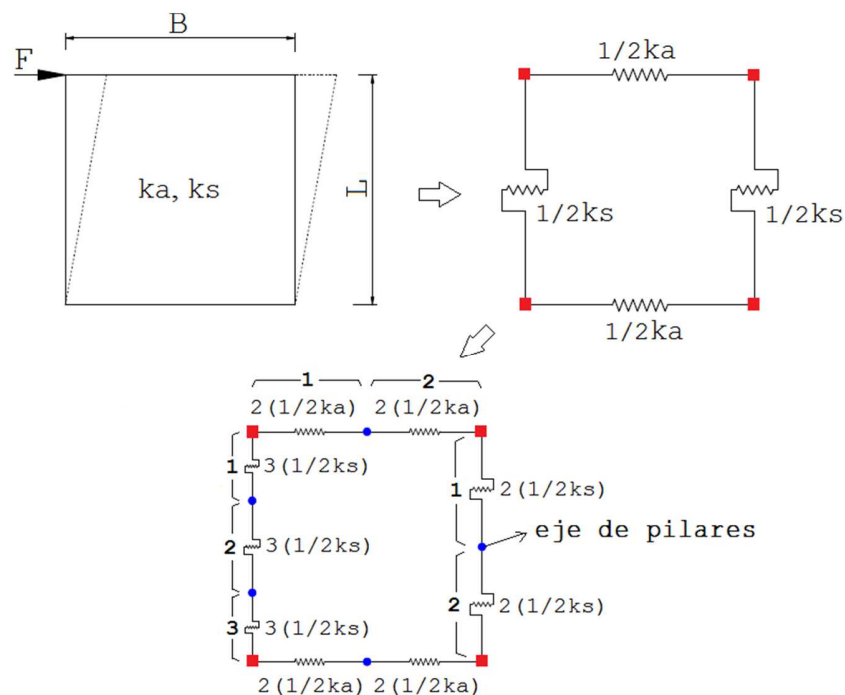 B
F
ka, ks
L
1/2ka
1/2ks
1/2ks
1/2ka
1 2
2(1/2ka) 2(1/2ka)
1 3(1/2ks)
2 3(1/2ks)
3 3(1/2ks)
1 2(1/2ks)
eje de pilares
2 2(1/2ks)
2(1/2ka) 2(1/2ka)